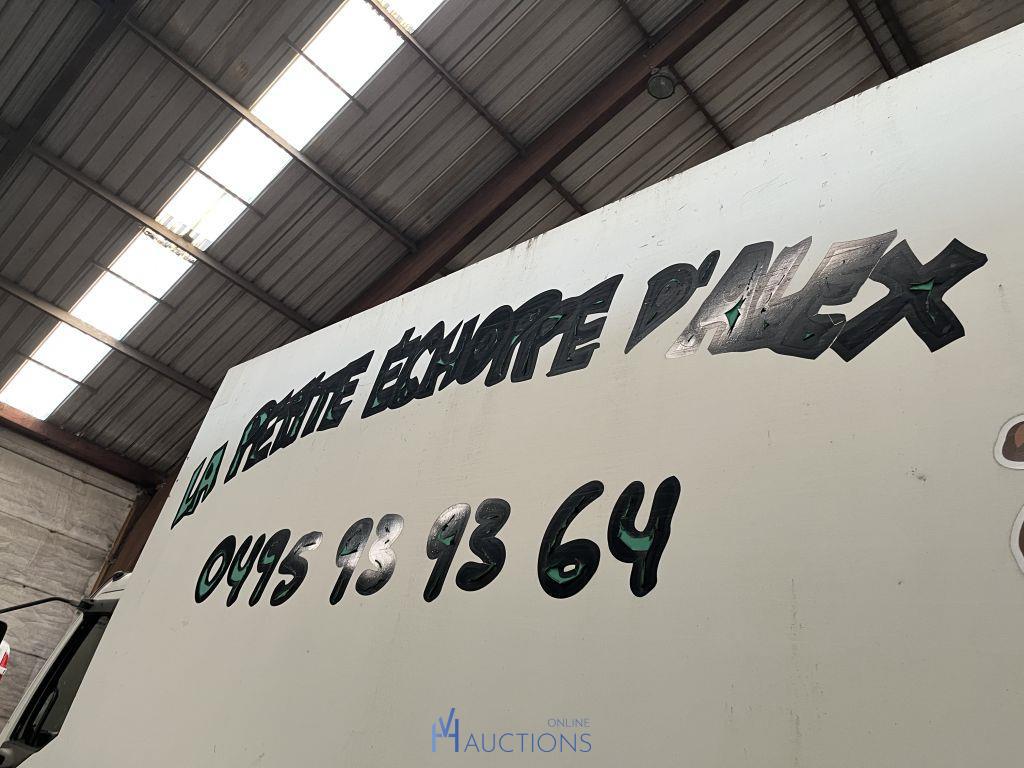 LA PETITE ÉCHOPPE D'ALEX
0495 93 93 64
ONLINE
AUCTIONS